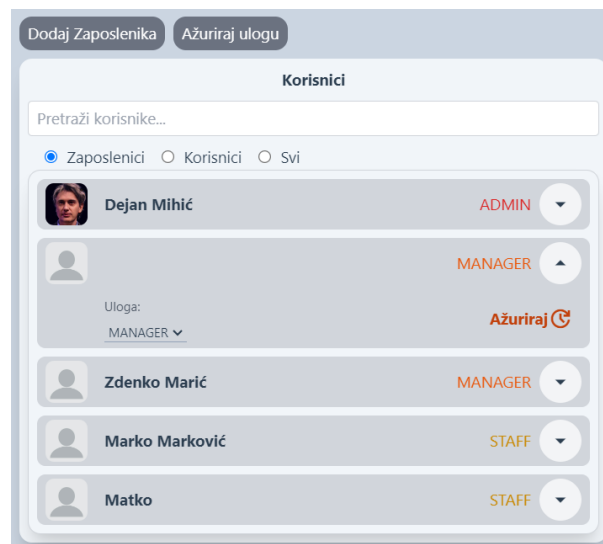 Dodaj Zaposlenika Ažuriraj ulogu
Korisnici
Pretraži korisnike...
Zaposlenici Korisnici Svi
Dejan Mihić ADMIN
MANAGER
Uloga:
MANAGER
Ažuriraj
Zdenko Marić MANAGER
Marko Marković STAFF
Matko STAFF